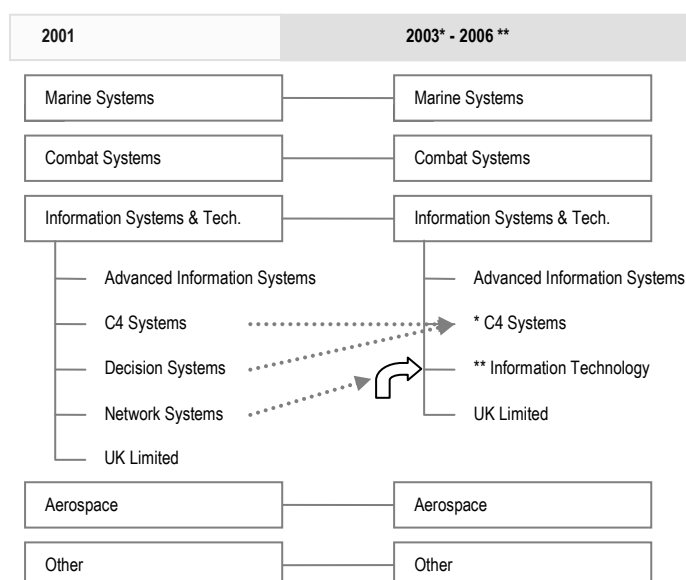 2001 2003* - 2006 **
Marine Systems Marine Systems
Combat Systems Combat Systems
Information Systems & Tech. Information Systems & Tech.
Advanced Information Systems Advanced Information Systems
C4 Systems * C4 Systems
Decision Systems ** Information Technology
Network Systems UK Limited
UK Limited
Aerospace Aerospace
Other Other